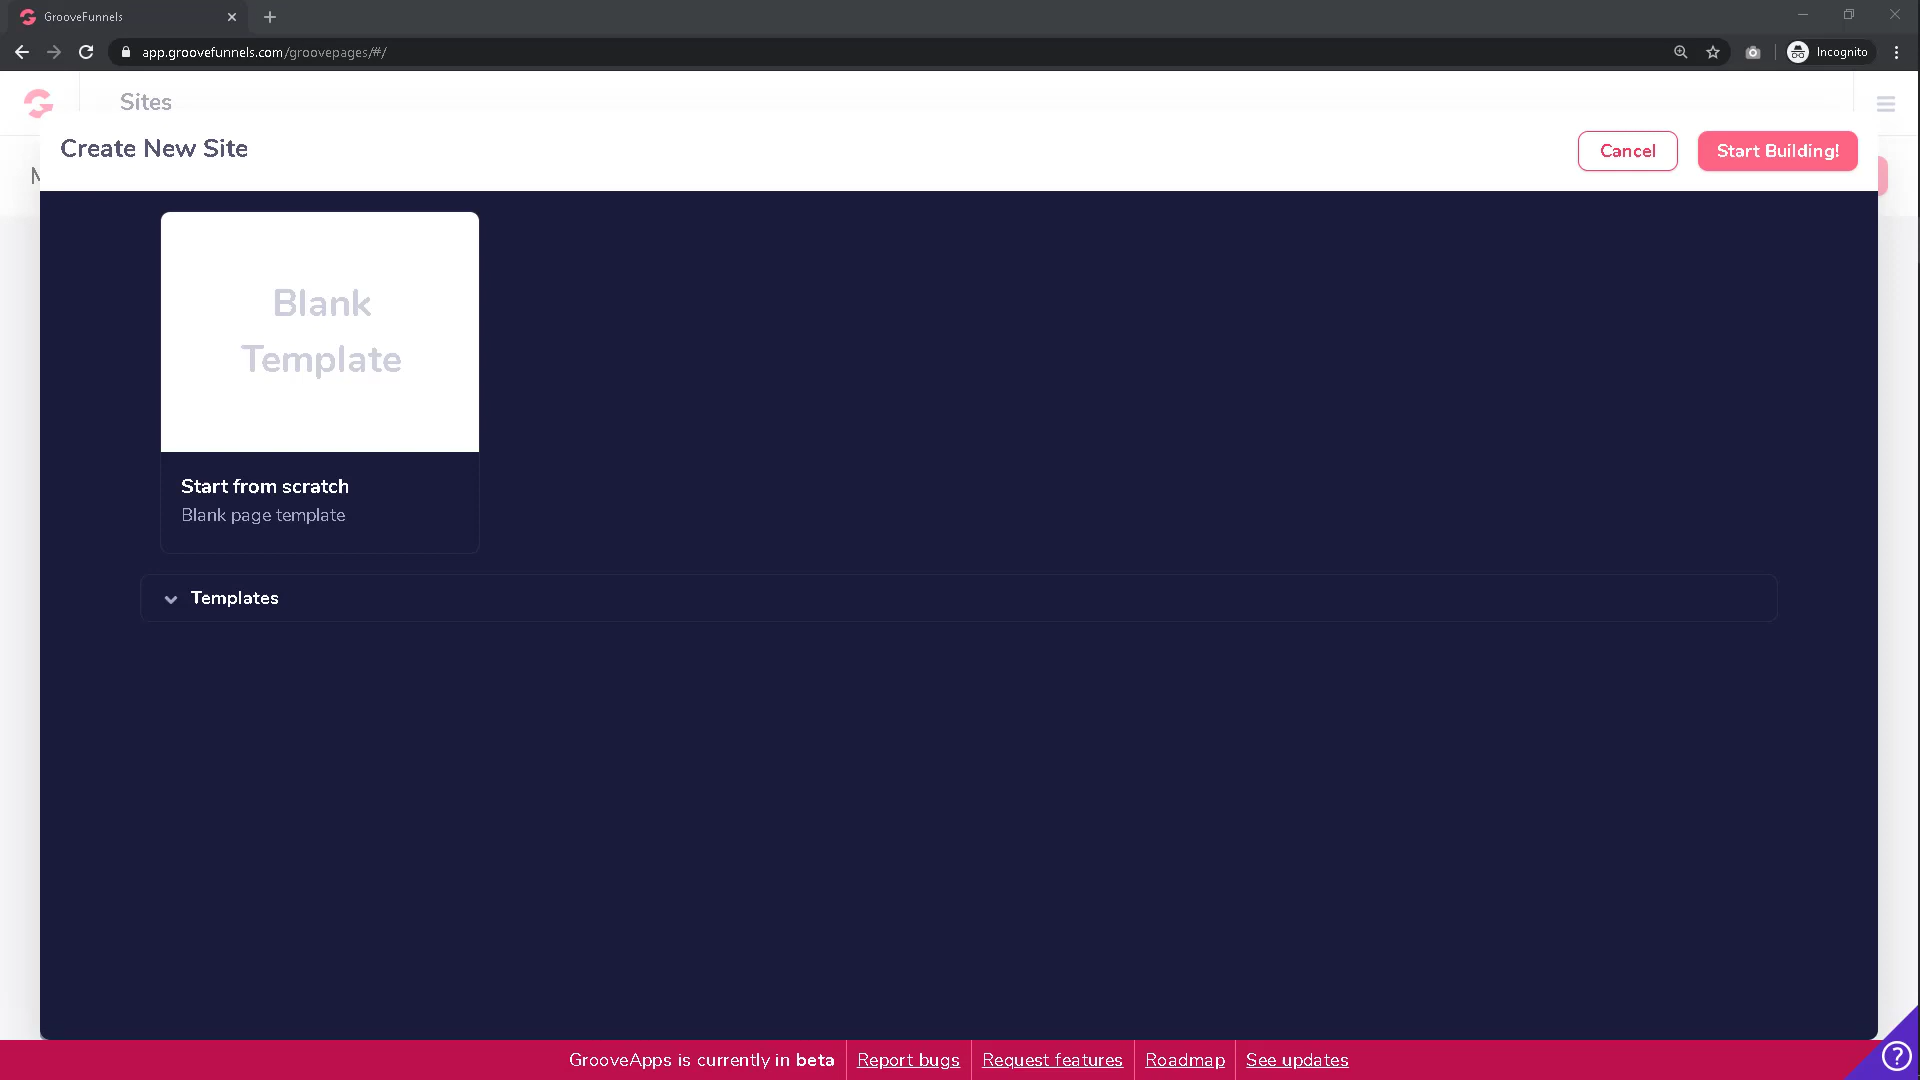 GrooveFunnels
app.groovefunnels.com/groovepages/#/
Incognito
Sites
Create New Site
Cancel
Start Building!
M
Blank
Template
Start from scratch
Blank page template
Templates
GrooveApps is currently in beta
Report bugs
Request features
Roadmap
See updates